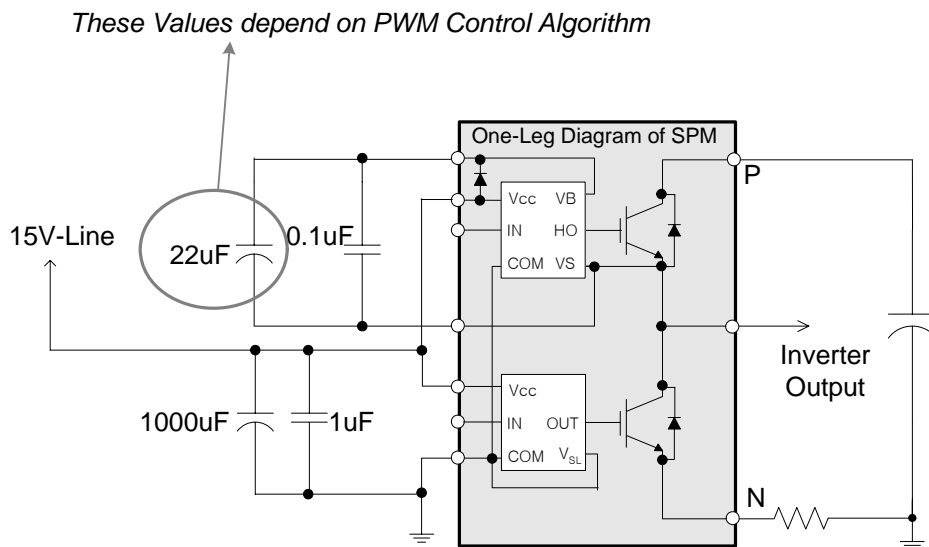 These Values depend on PWM Control Algorithm
One-Leg Diagram of SPM
P
Vcc VB
15V-Line
22uF
0.1uF
IN HO
COM VS
Inverter
Output
Vcc
1000uF
1uF
IN OUT
COM VSL
N